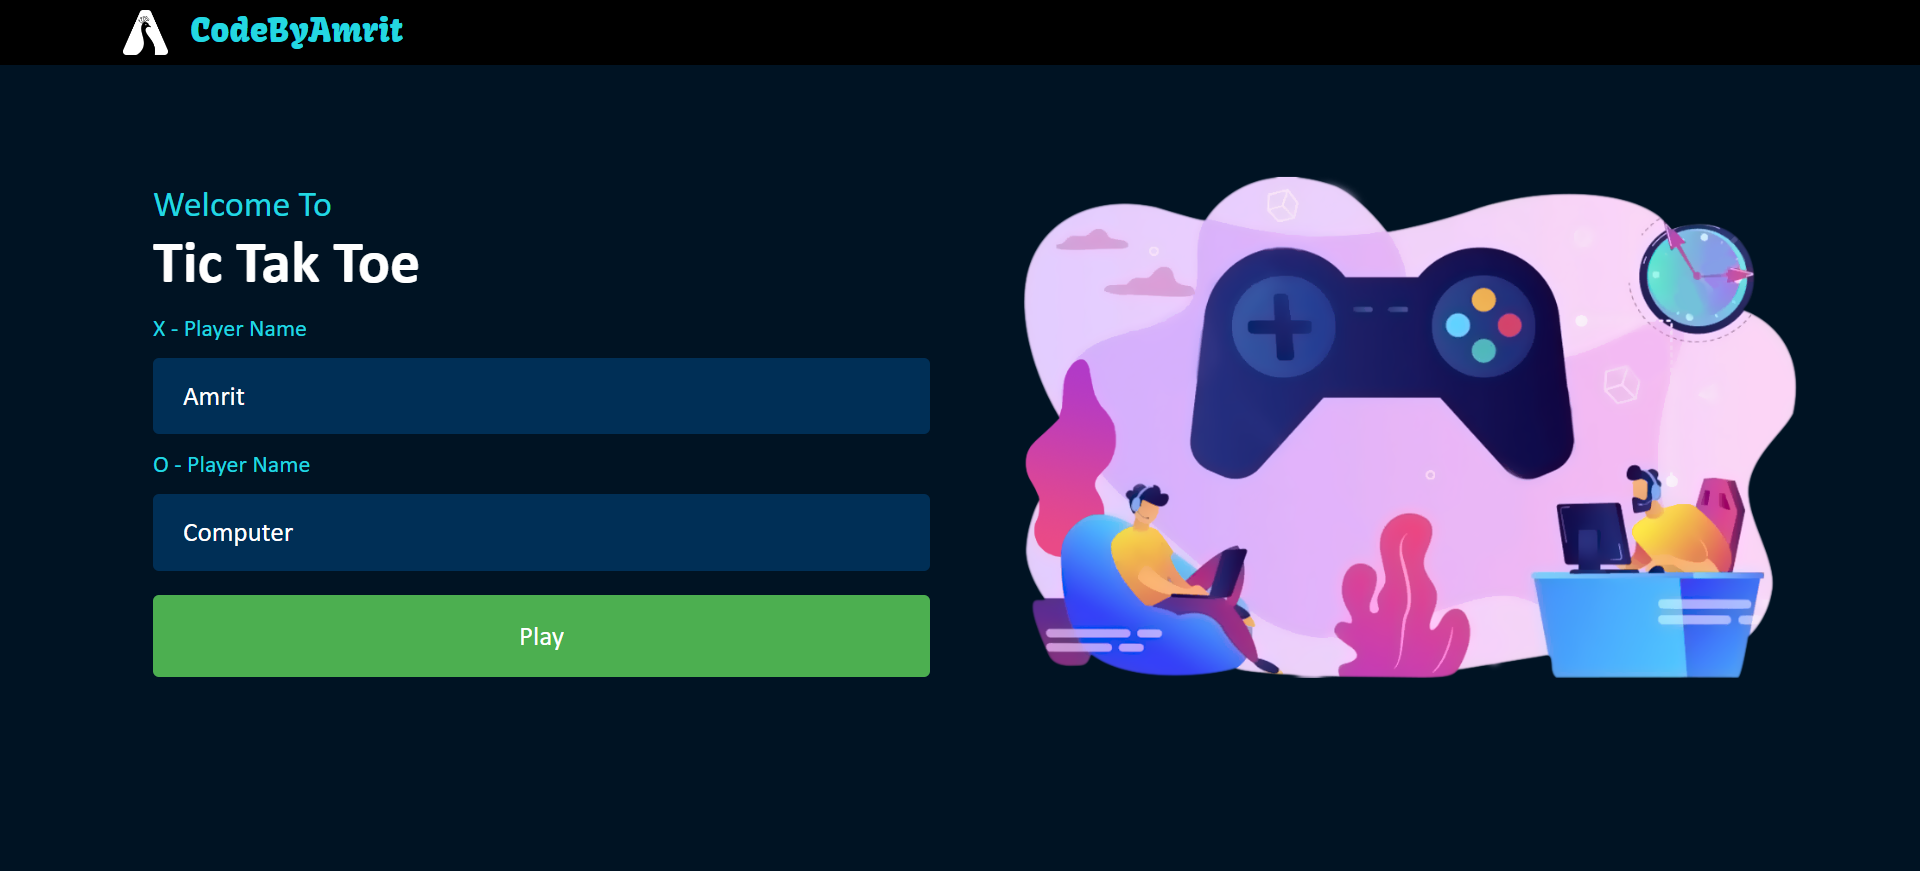 CodeByAmrit
Welcome To
Tic Tak Toe
X - Player Name
Amrit
O - Player Name
Computer
Play